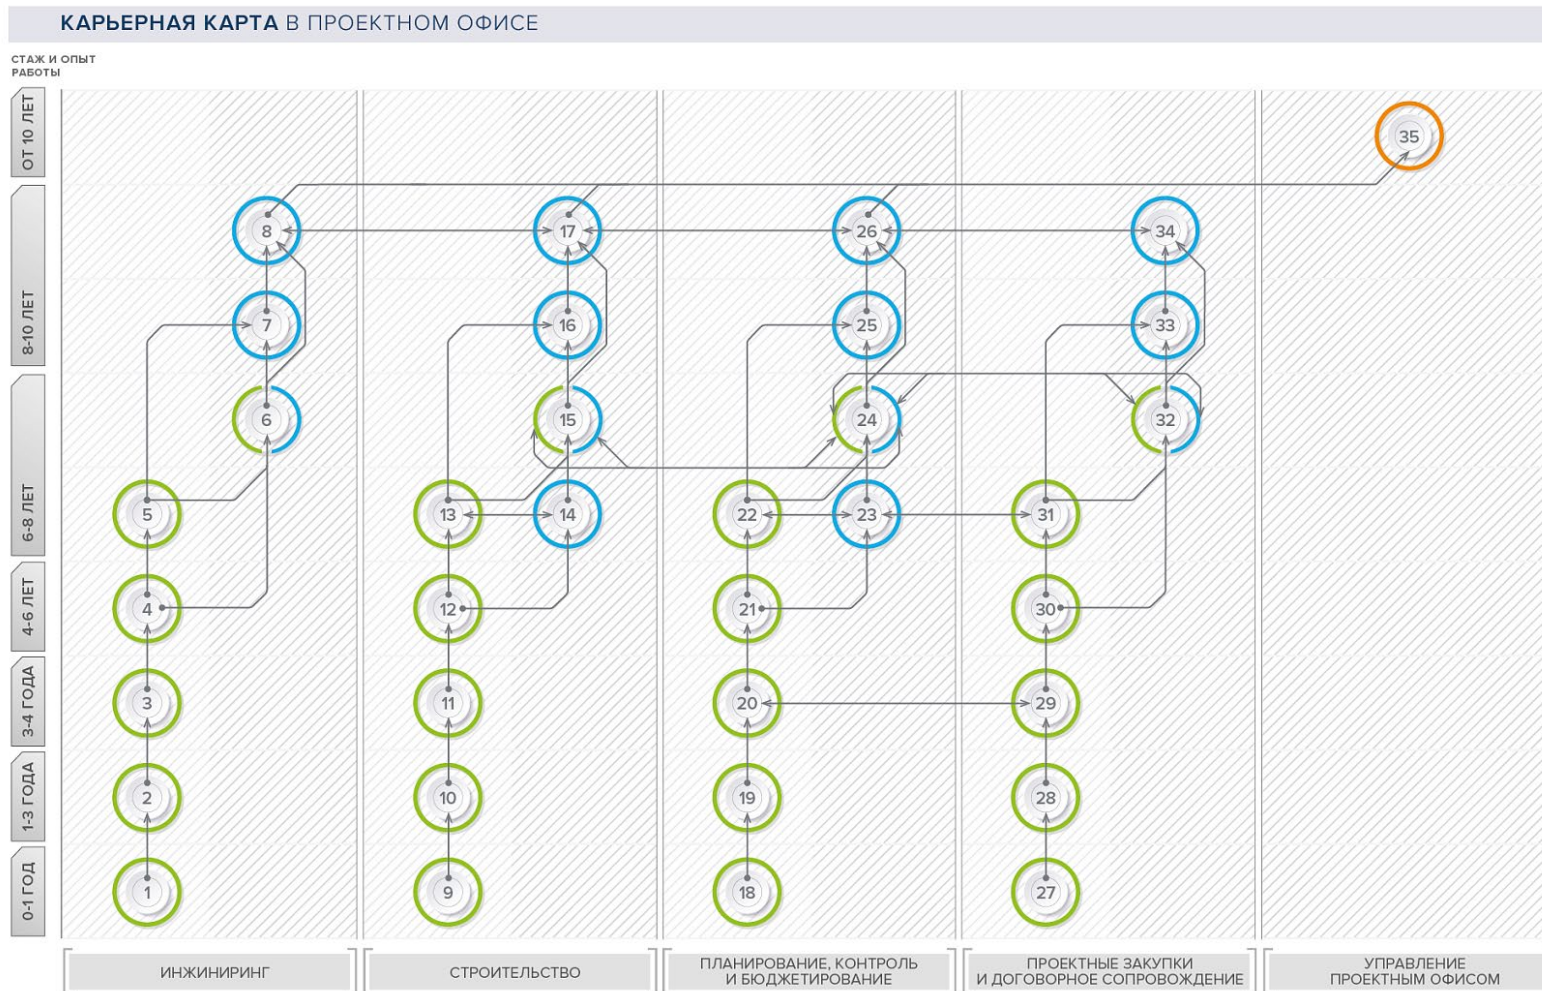 КАРЬЕРНАЯ КАРТА В ПРОЕКТНОМ ОФИСЕ
СТАЖ И ОПЫТ
РАБОТЫ
ОТ 10 ЛЕТ
35
8-10 ЛЕТ
8
17
26
34
7
16
25
33
6-8 ЛЕТ
6
15
24
32
5
13
14
22
23
31
4-6 ЛЕТ
4
12
21
30
3-4 ГОДА
3
11
20
29
1-3 ГОДА
2
10
19
28
0-1 ГОД
1
9
18
27
ИНЖИНИРИНГ
СТРОИТЕЛЬСТВО
ПЛАНИРОВАНИЕ, КОНТРОЛЬ
И БЮДЖЕТИРОВАНИЕ
ПРОЕКТНЫЕ ЗАКУПКИ
И ДОГОВОРНОЕ СОПРОВОЖДЕНИЕ
УПРАВЛЕНИЕ
ПРОЕКТНЫМ ОФИСОМ